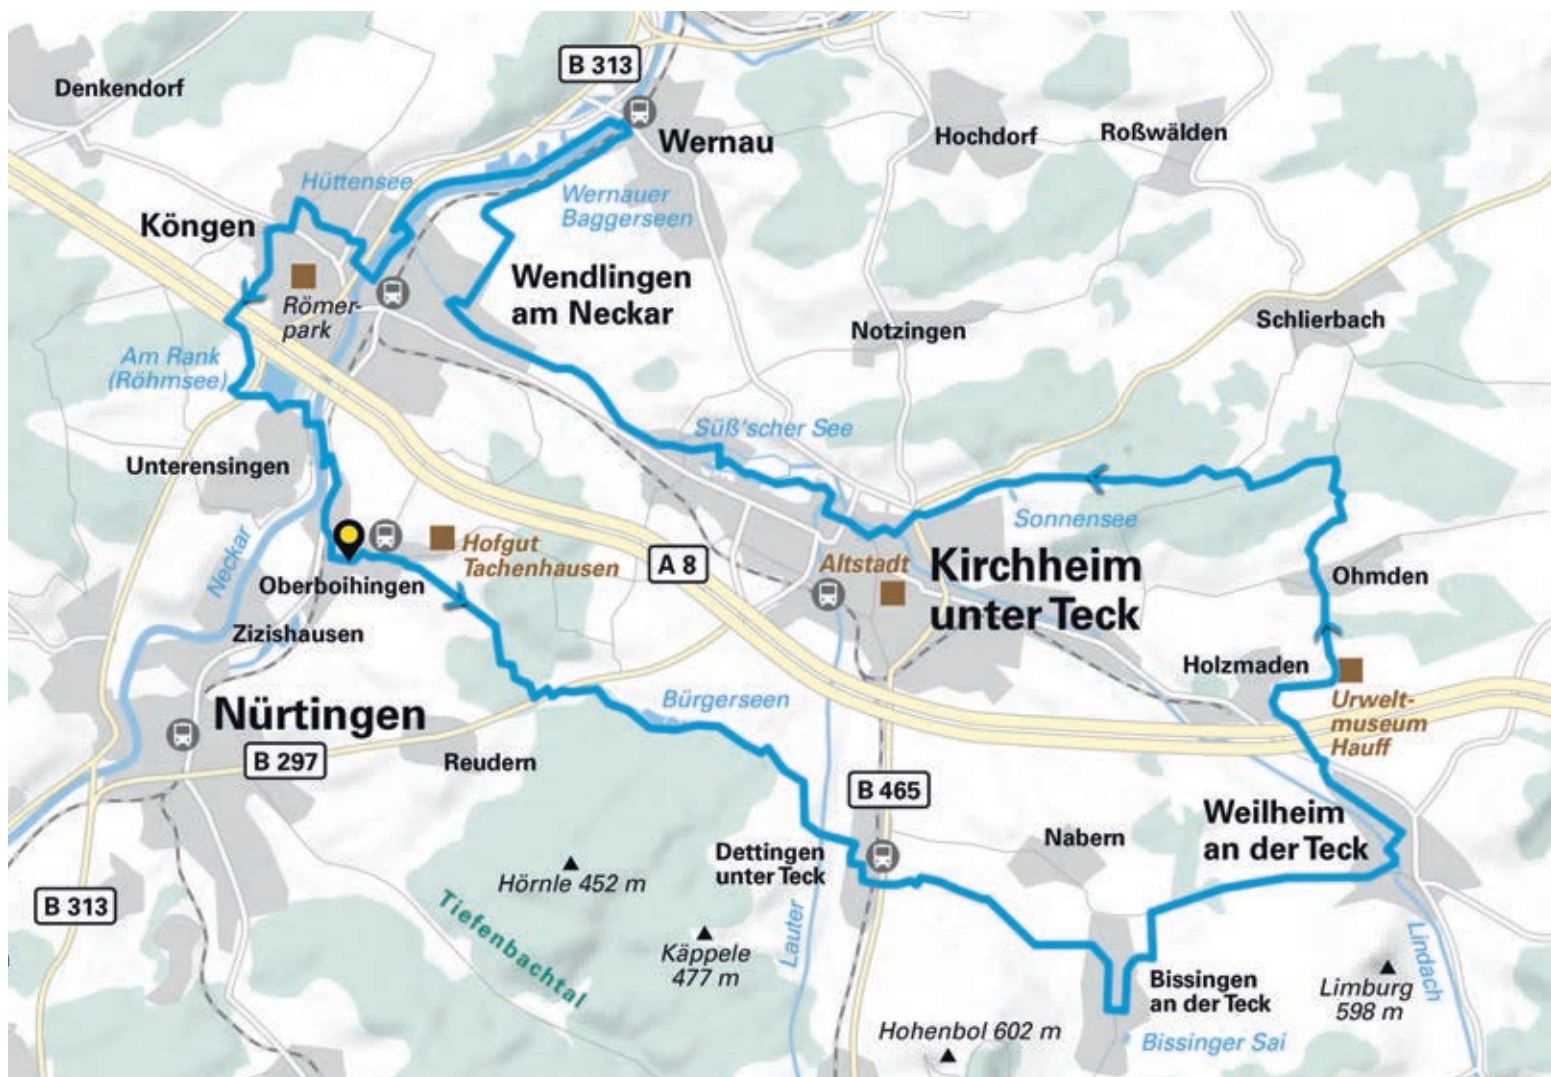 B 313
Denkendorf
Wernau
Hochdorf
Roßwälden
Hüttensee
Wernauer
Baggerseen
Köngen
Wendlingen
am Neckar
Römer-
park
Notzingen
Schlierbach
Am Rank
(Röhmsee)
Süß'scher See
Unterensingen
Sonnensee
Neckar
Hofgut
Tachenhausen
A 8
Altstadt
Kirchheim
unter Teck
Ohmden
Oberboihingen
Zizishausen
Holzmaden
Bürgerseen
Urwelt-
museum
Hauff
Nürtingen
B 297
Reudern
B 465
Weilheim
an der Teck
Nabern
Dettingen
unter Teck
Hörnle 452 m
B 313
Tiefenbachtal
Käppele
477 m
Lauter
Lindach
Bissingen
an der Teck
Limburg
598 m
Hohenbol 602 m
Bissinger Sai